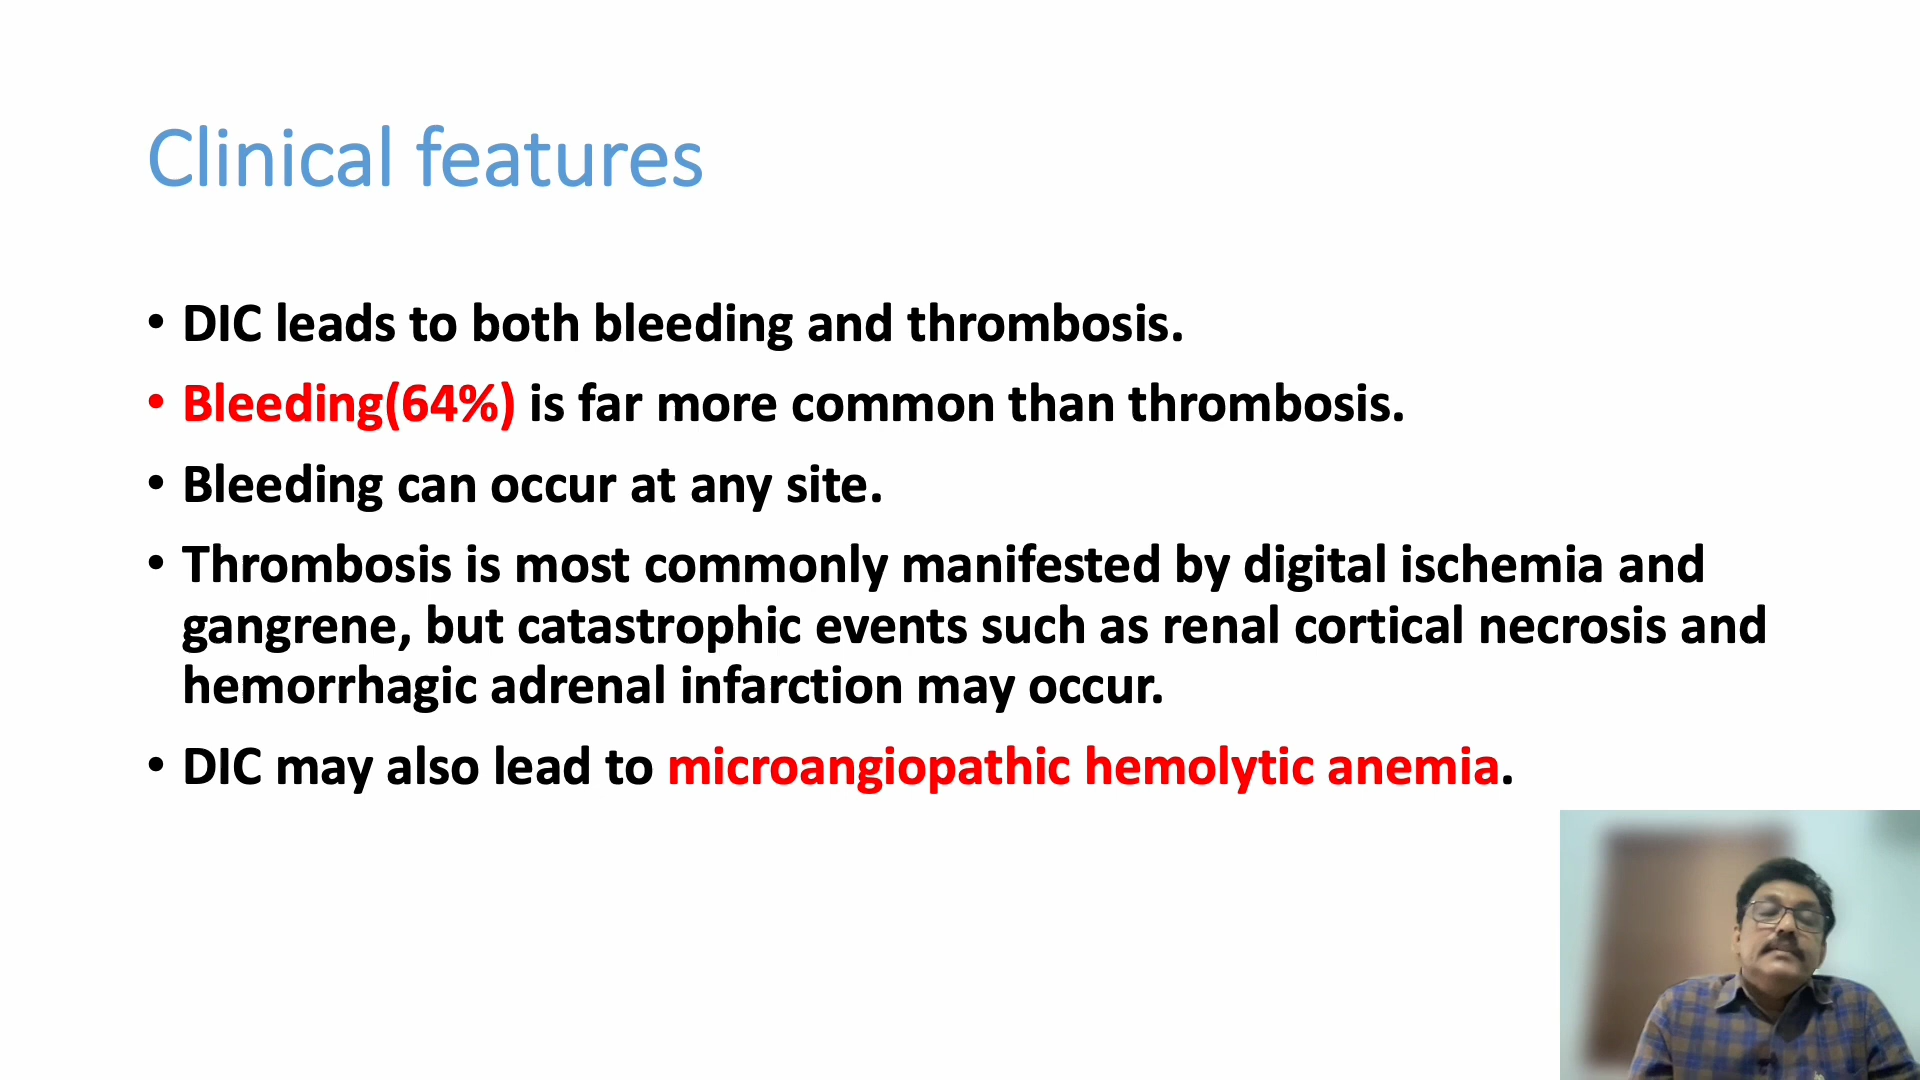 Clinical features
• DIC leads to both bleeding and thrombosis.
• Bleeding(64%) is far more common than thrombosis.
• Bleeding can occur at any site.
• Thrombosis is most commonly manifested by digital ischemia and
gangrene, but catastrophic events such as renal cortical necrosis and
hemorrhagic adrenal infarction may occur.
• DIC may also lead to microangiopathic hemolytic anemia.